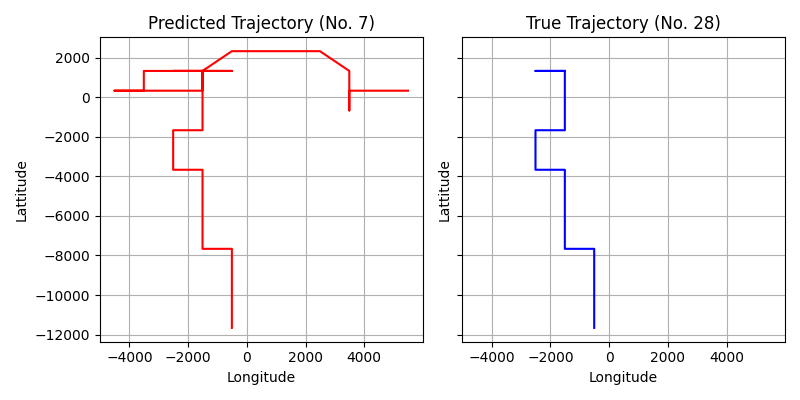 Predicted Trajectory (No. 7)
True Trajectory (No. 28)
2000
0
−2000
−4000
−6000
−8000
−10000
−12000
Lattitude
Lattitude
−4000 −2000 0 2000 4000
−4000 −2000 0 2000 4000
Longitude
Longitude